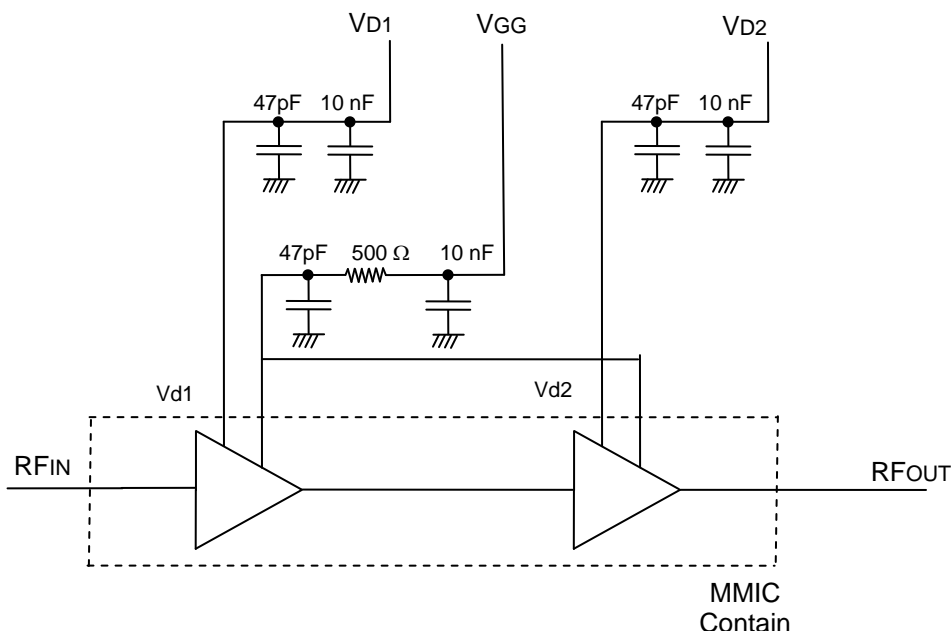 VD1 VGG VD2
47pF 10 nF 47pF 10 nF
47pF 500 Ω 10 nF
Vd1 Vd2
RFIN RFOUT
MMIC
Contain